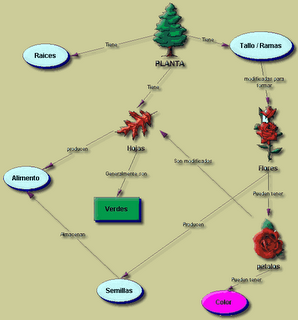 Tiene
Tiene
Tallo / Ramas
Raices
PLANTA
Tiene
modificadas para
formar
Hojas
producen
Son modificadas
Flores
Generalmente son
Pueden tener
Alimento
Verdes
Producen
Almacenan
petalos
Pueden tener
Semillas
Color